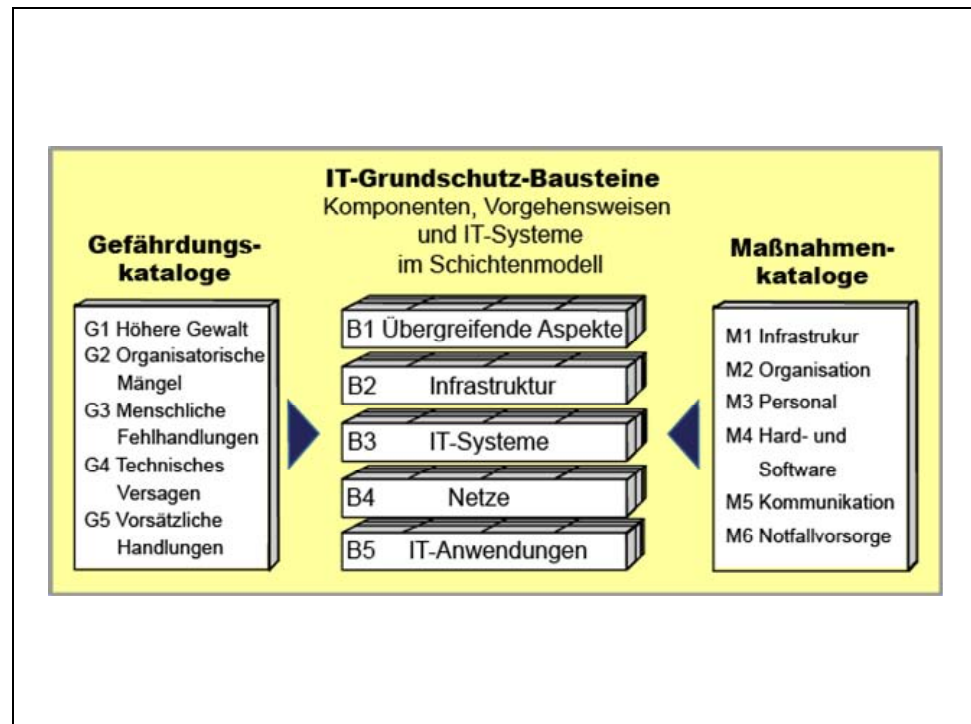 IT-Grundschutz-Bausteine
Komponenten, Vorgehensweisen
und IT-Systeme
im Schichtenmodell
Gefährdungs-
kataloge
G1 Höhere Gewalt
G2 Organisatorische
Mängel
G3 Menschliche
Fehlhandlungen
G4 Technisches
Versagen
G5 Vorsätzliche
Handlungen
B1 Übergreifende Aspekte
B2 Infrastruktur
B3 IT-Systeme
B4 Netze
B5 IT-Anwendungen
Maßnahmen-
kataloge
M1 Infrastrukur
M2 Organisation
M3 Personal
M4 Hard- und
Software
M5 Kommunikation
M6 Notfallvorsorge